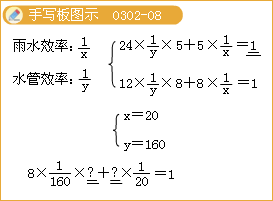 手写板图示 0302-08
雨水效率: 1/x
24×1/y×5+5×1/x=1
水管效率: 1/y
12×1/y×8+8×1/x=1
x=20
y=160
8×1/160×?+?×1/20=1